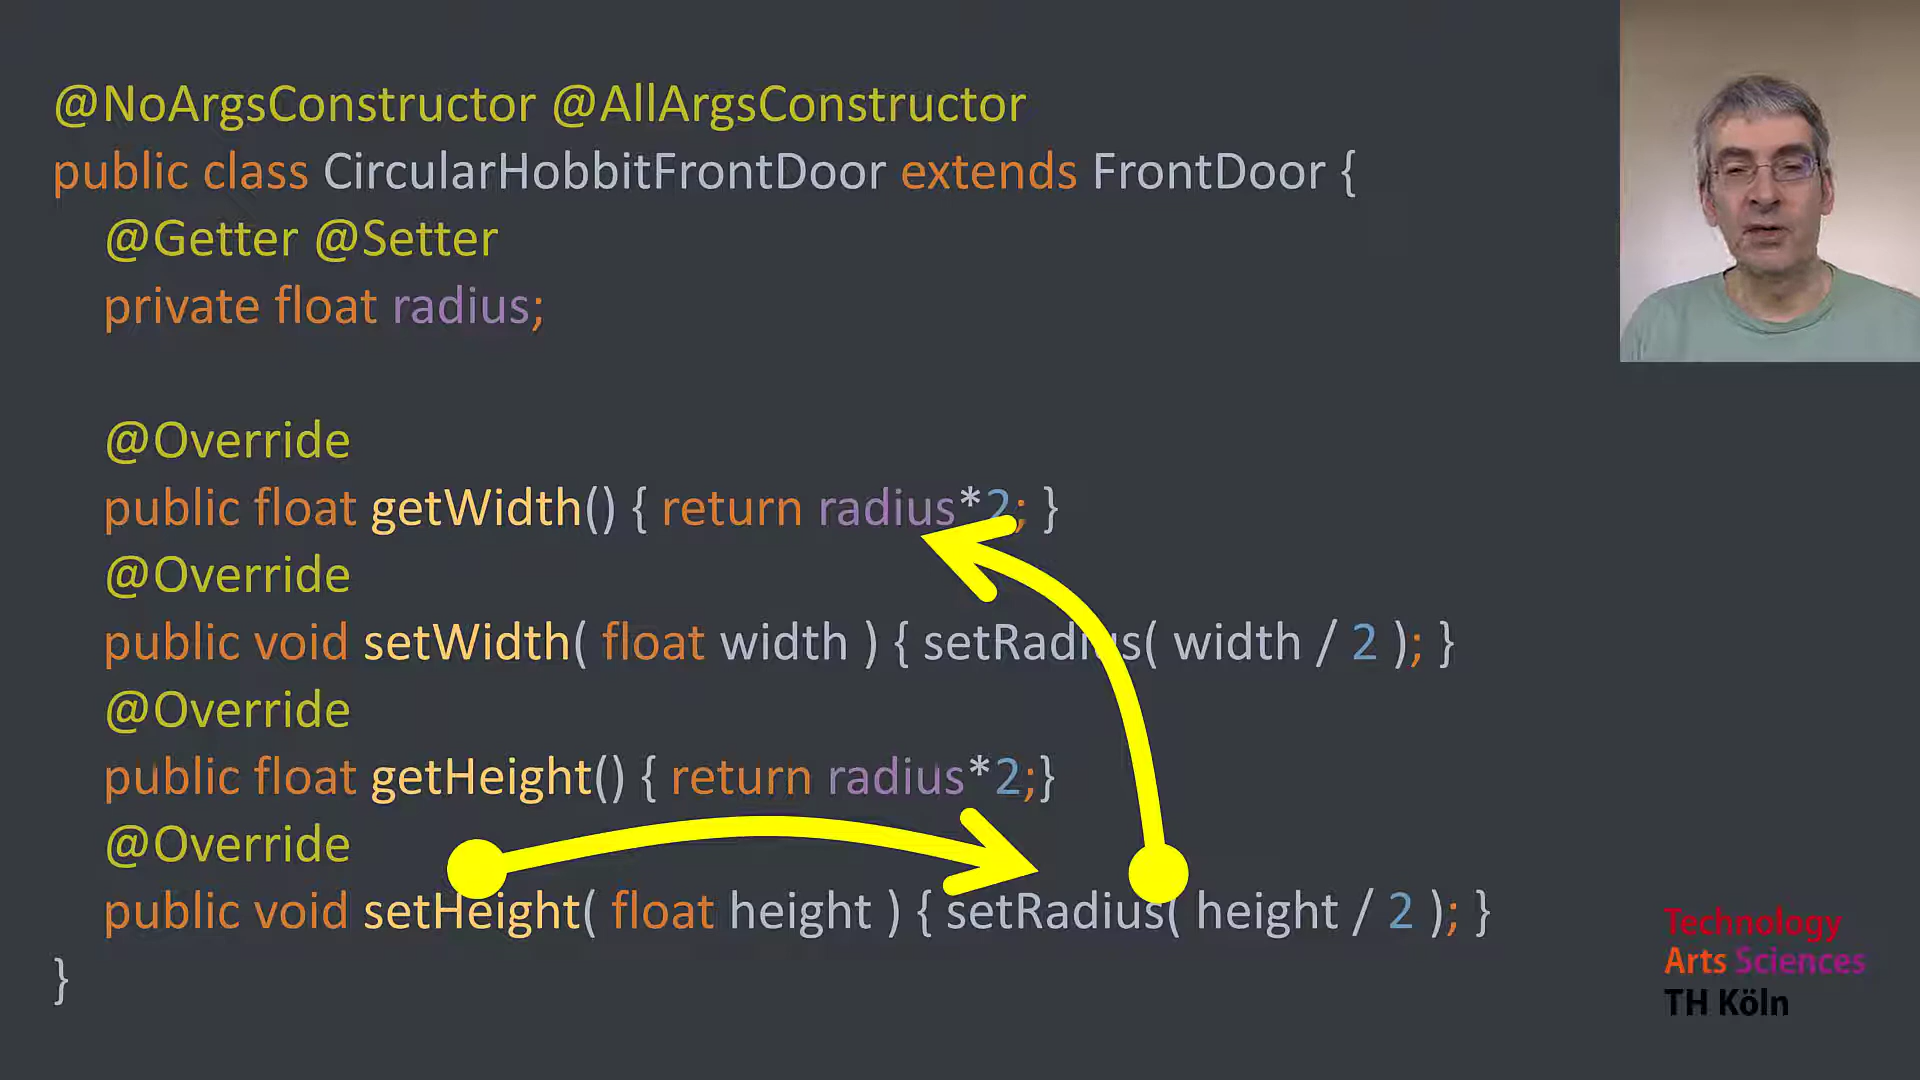 @NoArgsConstructor @AllArgsConstructor
public class CircularHobbitFrontDoor extends FrontDoor {
@Getter @Setter
private float radius;
@Override
public float getWidth() { return radius*2; }
@Override
public void setWidth( float width ) { setRadius( width / 2 ); }
@Override
public float getHeight() { return radius*2;}
@Override
public void setHeight( float height ) { setRadius( height / 2 ); }
}
Technology
Arts Sciences
TH Köln